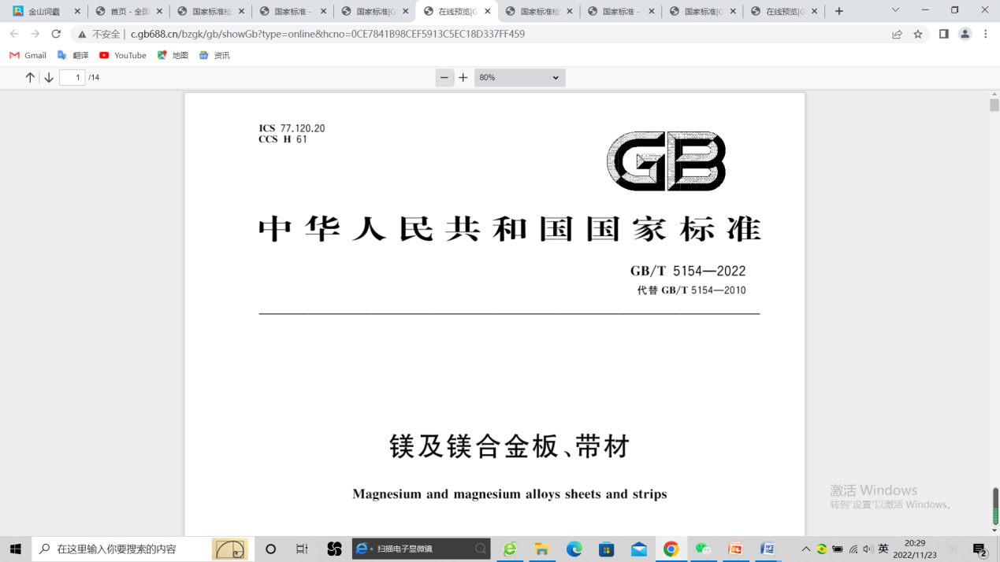 金山词霸
首页 - 全国
国家标准检
国家标准 -
国家标准|G
在线预览|G
国家标准检
国家标准 -
国家标准|G
在线预览|G
不安全 | c.gb688.cn/bzgk/gb/showGb?type=online&hcno=0CE7841B98CEF5913C5EC18D337FF459
Gmail
翻译
YouTube
地图
资讯
1 /14
80%
ICS 77.120.20
CCS H 61
GB
中华人民共和国国家标准
GB/T 5154—2022
代替 GB/T 5154—2010
镁及镁合金板、带材
Magnesium and magnesium alloys sheets and strips
激活 Windows
转到"设置"以激活 Windows。
在这里输入你要搜索的内容
扫描电子显微镜
英
20:29
2022/11/23
2